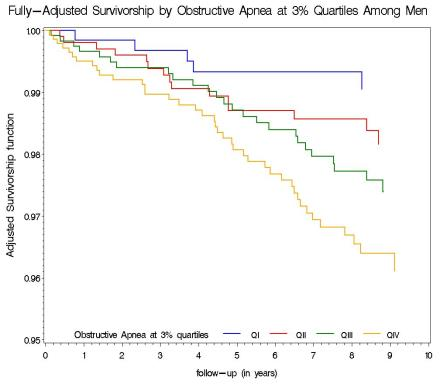 Fully-Adjusted Survivorship by Obstructive Apnea at 3% Quartiles Among Men
Adjusted Survivorship function
100
0.99
0.98
0.97
0.96
0.95
Obstructive Apnea at 3% quartiles QI QII QIII QIV
0 1 2 3 4 5 6 7 8 9 10
follow-up (in years)